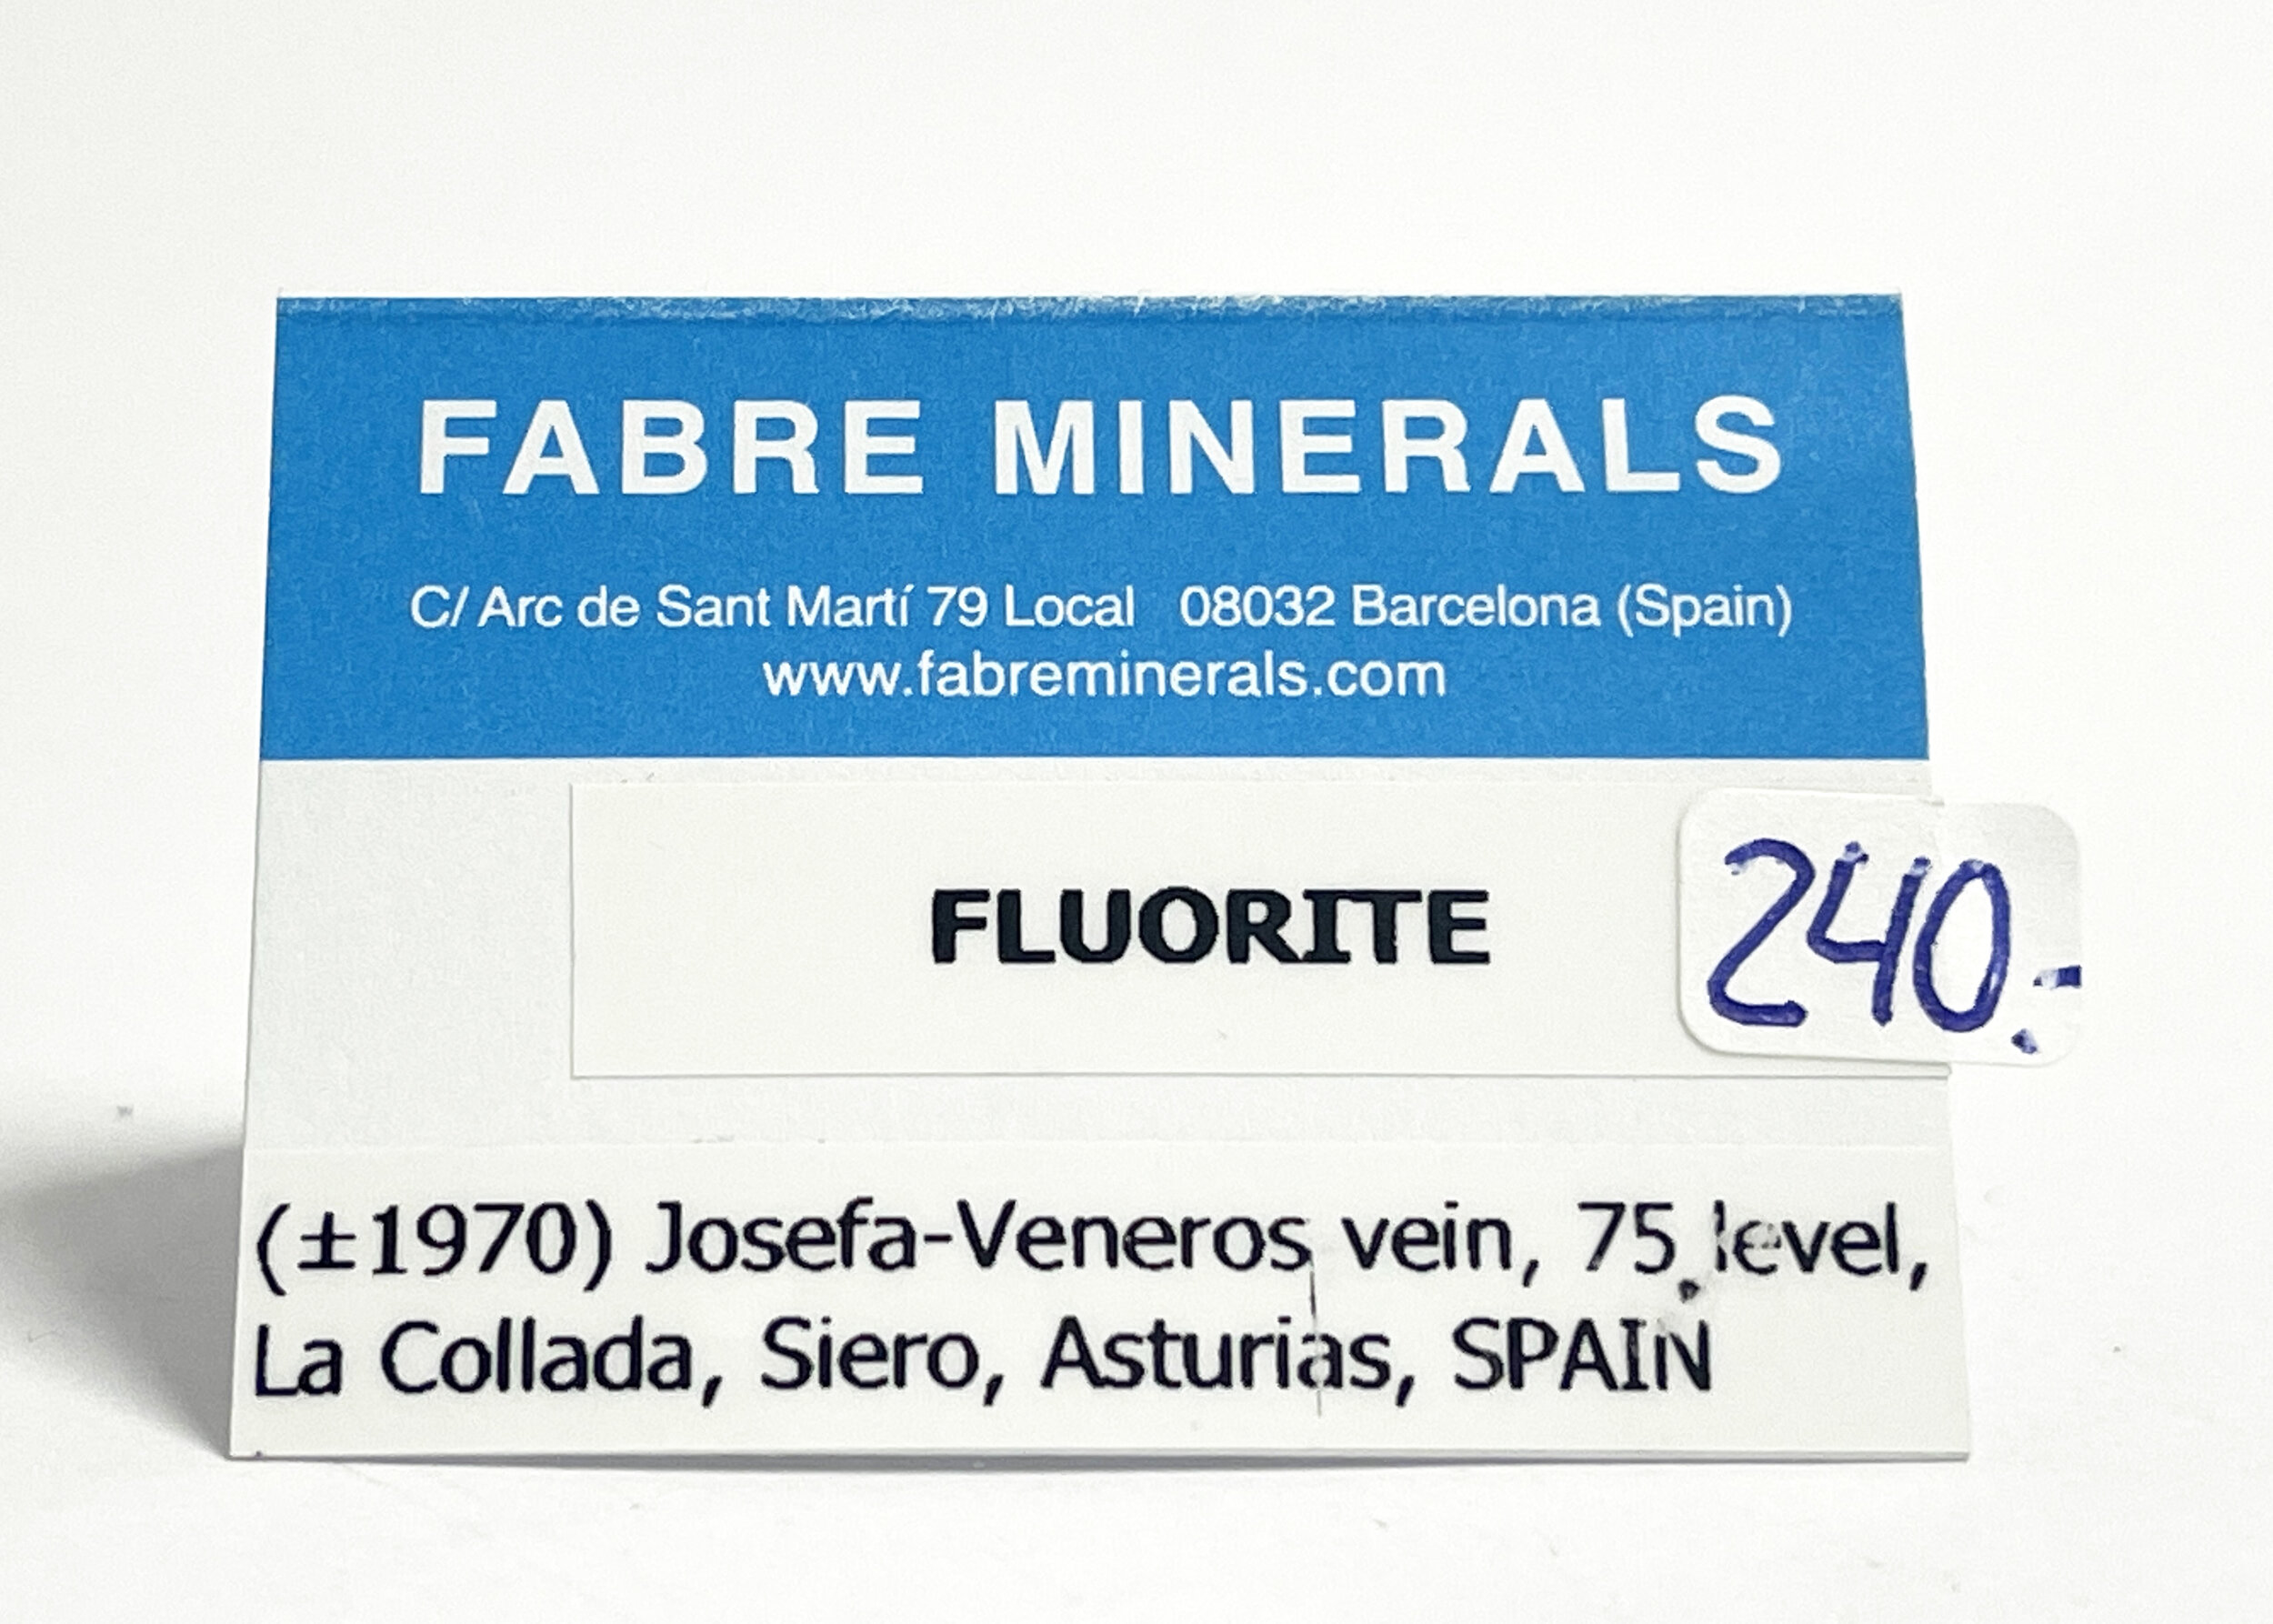 FABRE MINERALS
C/ Arc de Sant Martí 79 Local 08032 Barcelona (Spain)
www.fabreminerals.com
FLUORITE
240.-
(±1970) Josefa-Veneros vein, 75 level,
La Collada, Siero, Asturias, SPAIN